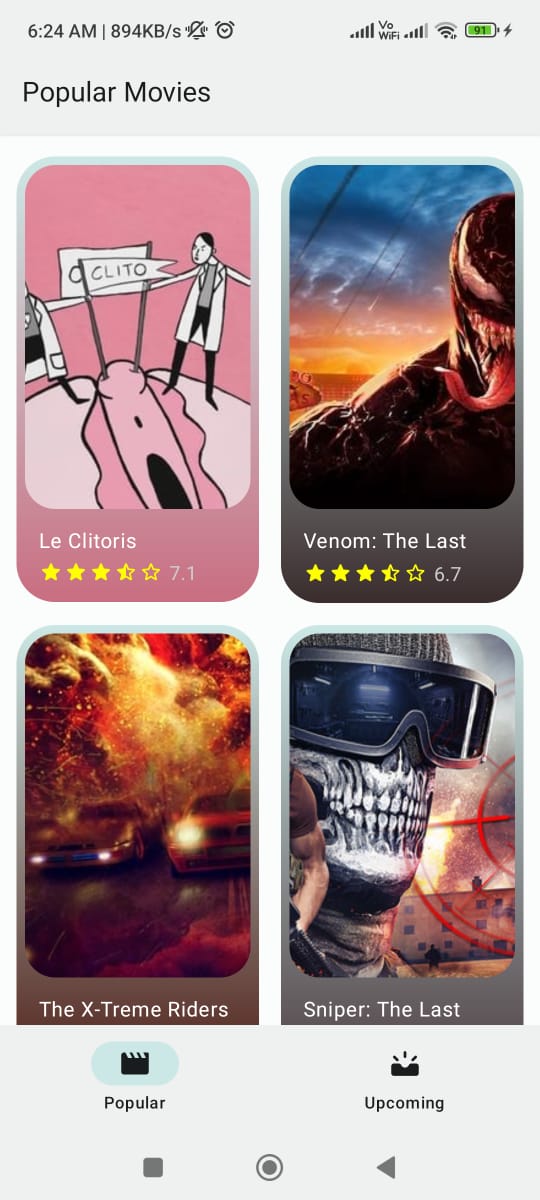 6:24 AM | 894KB/s
Vo
WiFi
91
Popular Movies
CLITO
Le Clitoris
7.1
Venom: The Last
6.7
The X-Treme Riders
Sniper: The Last
Popular
Upcoming